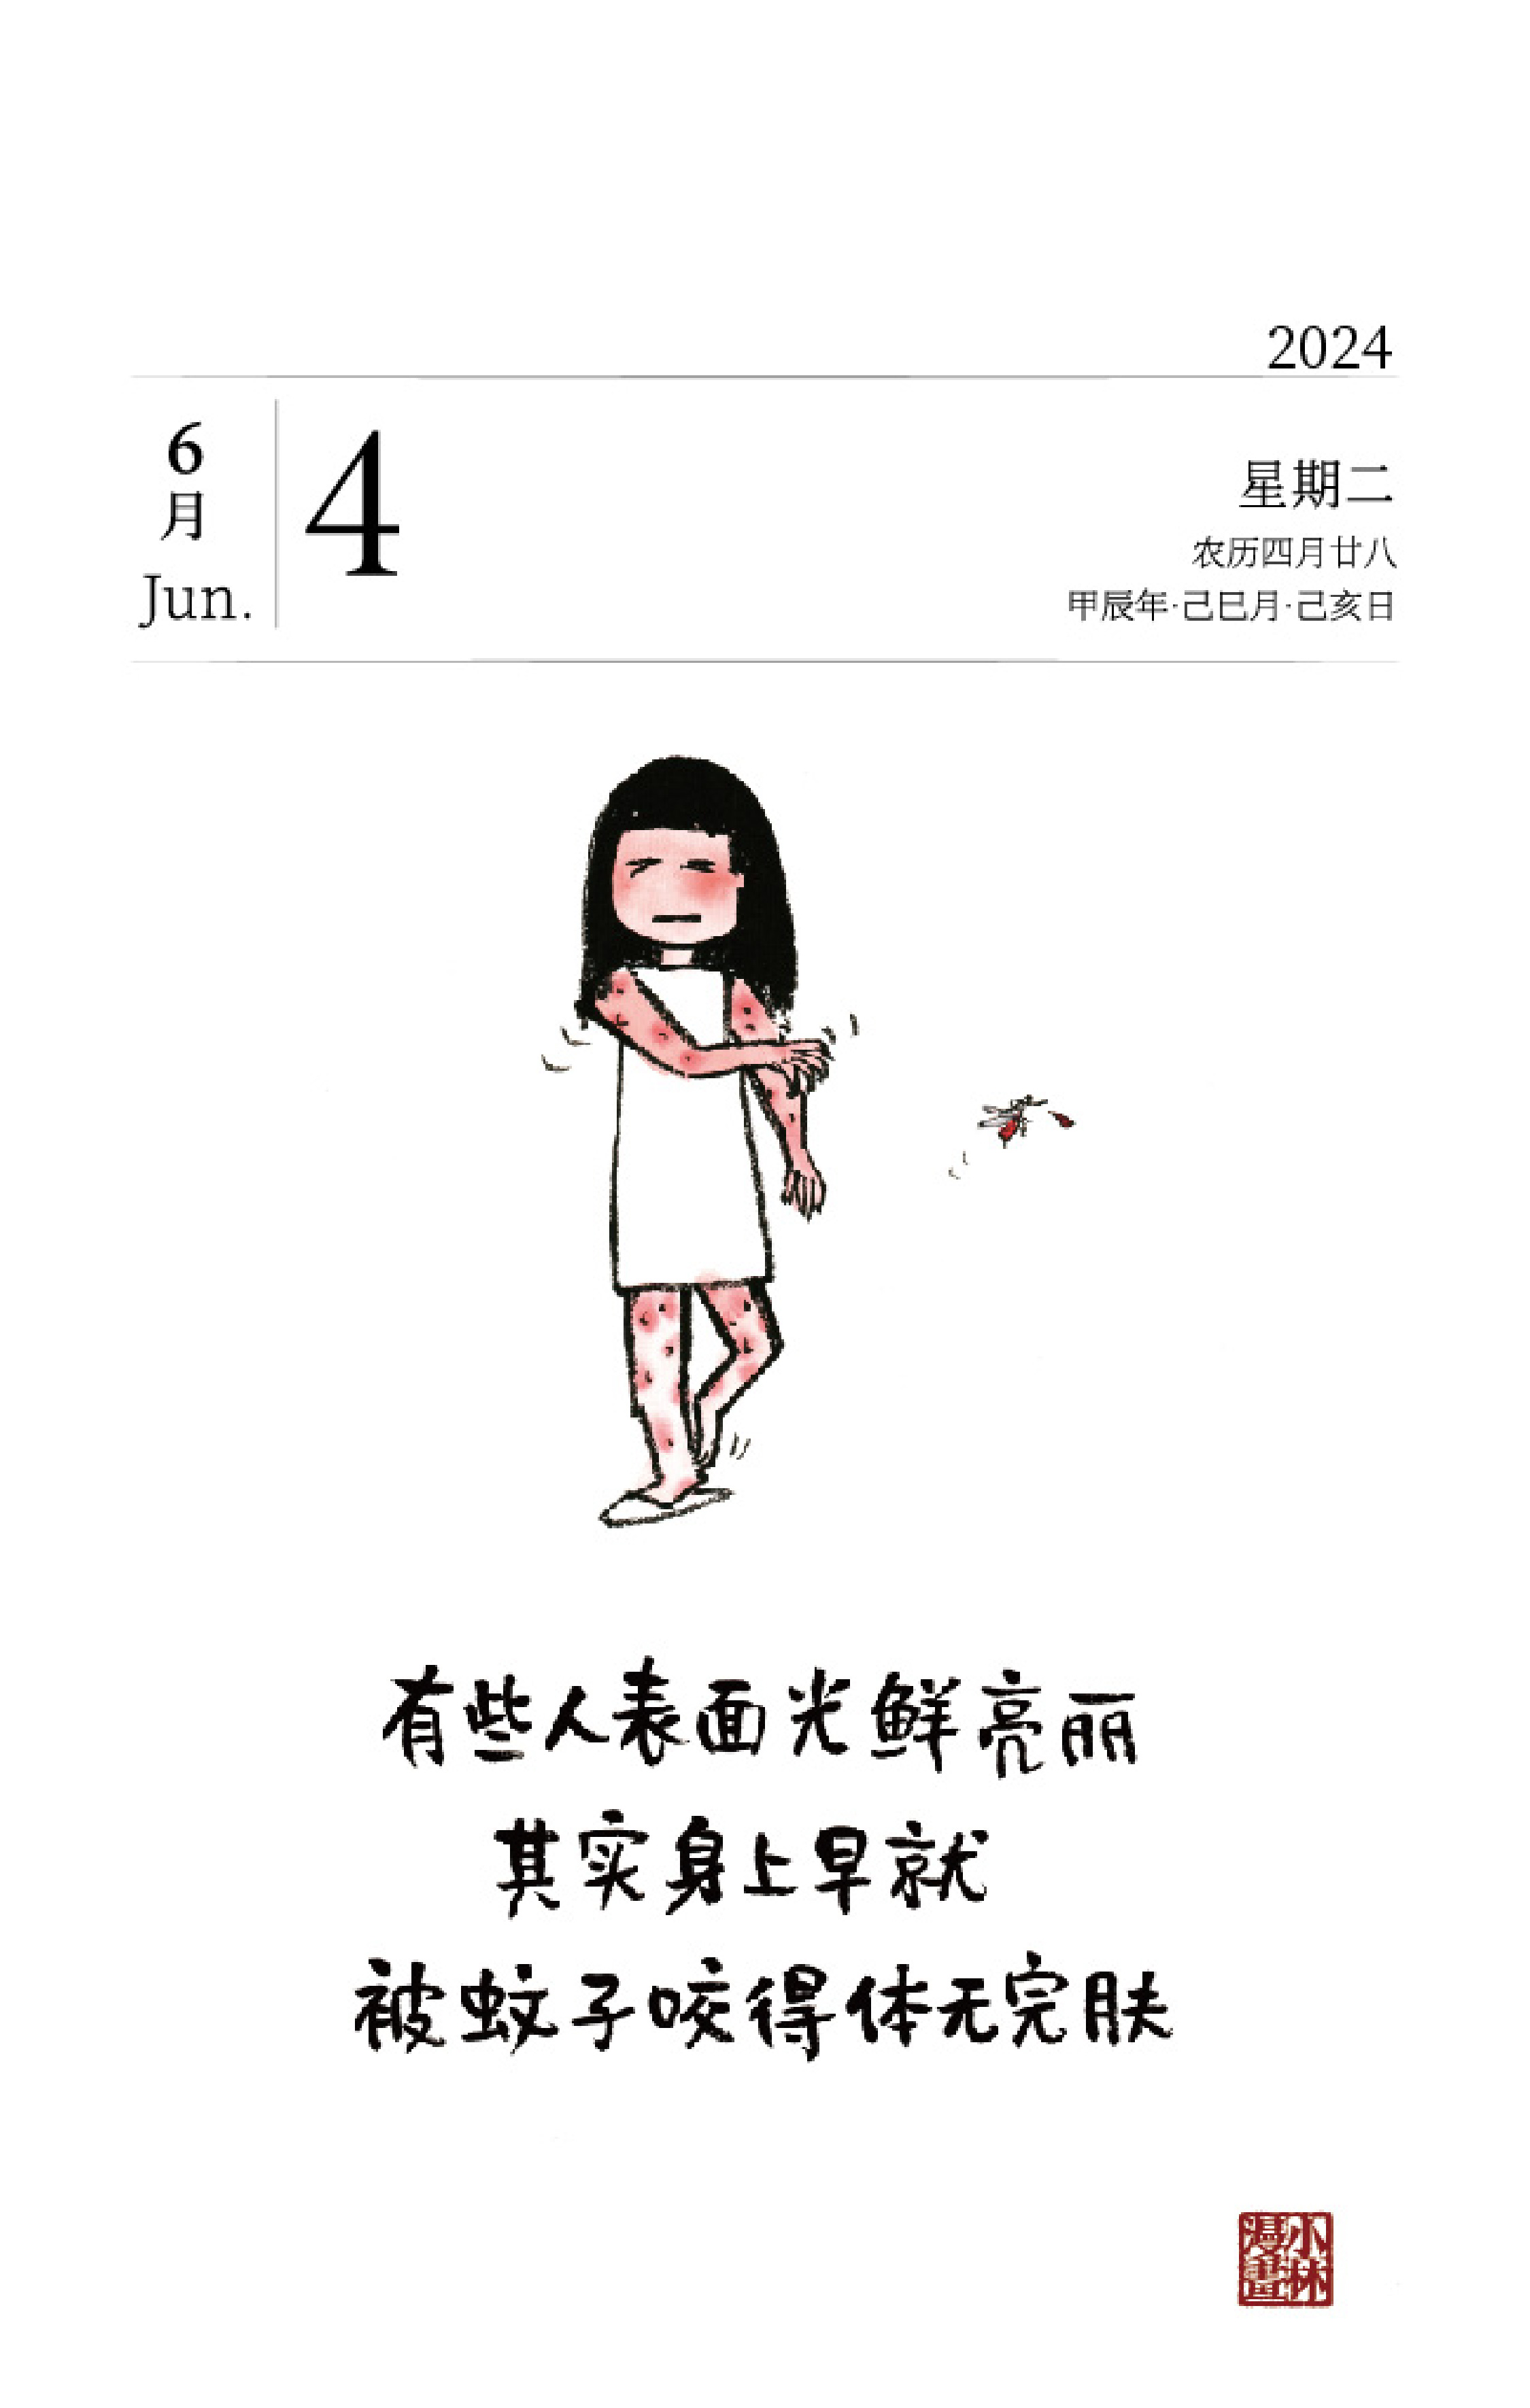 2024
6
月
Jun.
4
星期二
农历四月廿八
甲辰年·己巳月·己亥日
有些人表面光鲜亮丽
其实身上早就
被蚊子咬得体无完肤
小林
漫畫